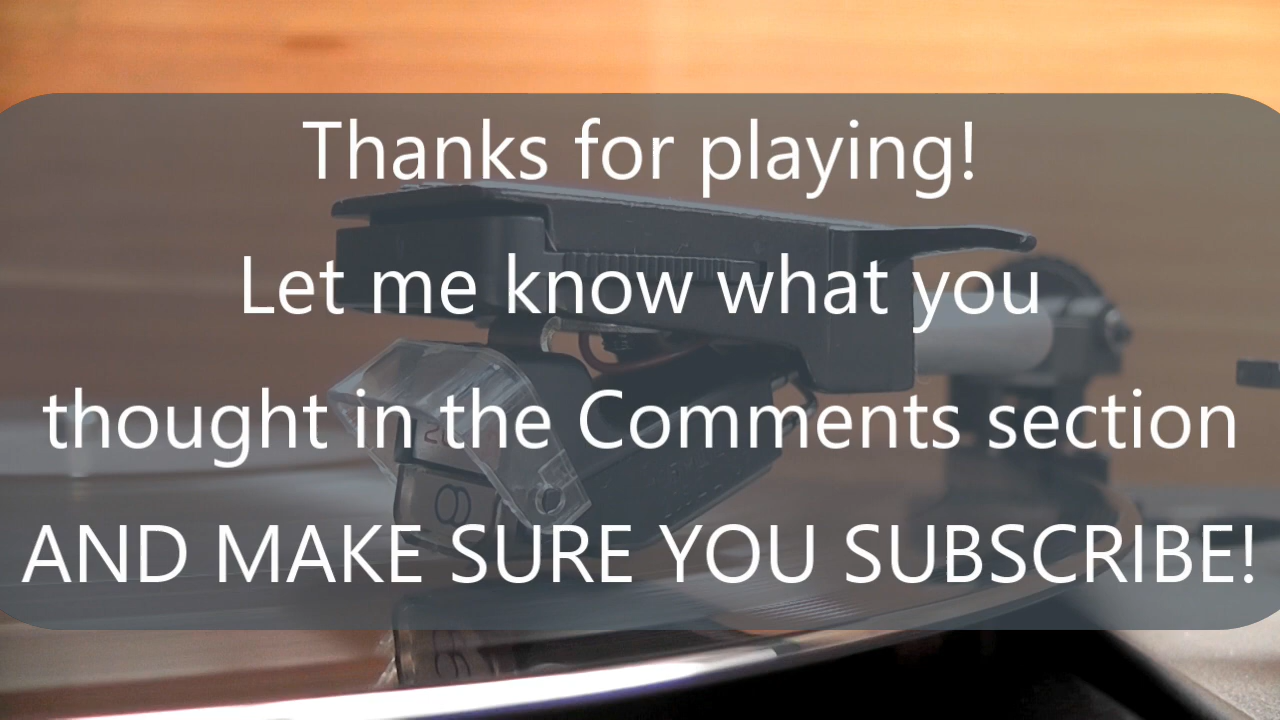 Thanks for playing!
Let me know what you
thought in the Comments section
AND MAKE SURE YOU SUBSCRIBE!